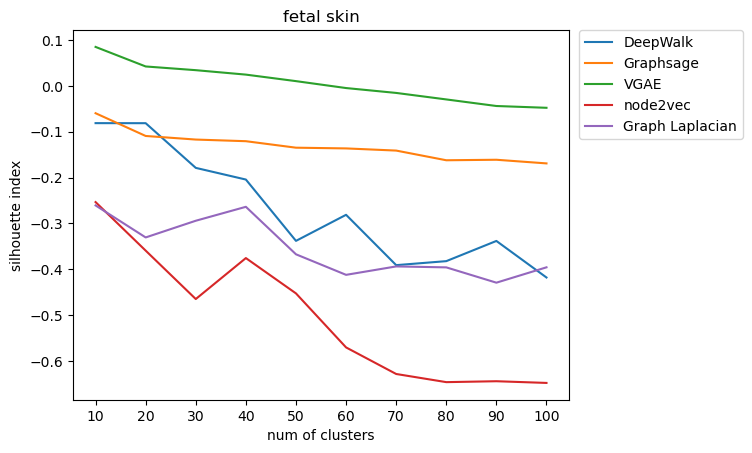 fetal skin
silhouette index
0.1
0.0
−0.1
−0.2
−0.3
−0.4
−0.5
−0.6
10 20 30 40 50 60 70 80 90 100
num of clusters
DeepWalk
Graphsage
VGAE
node2vec
Graph Laplacian